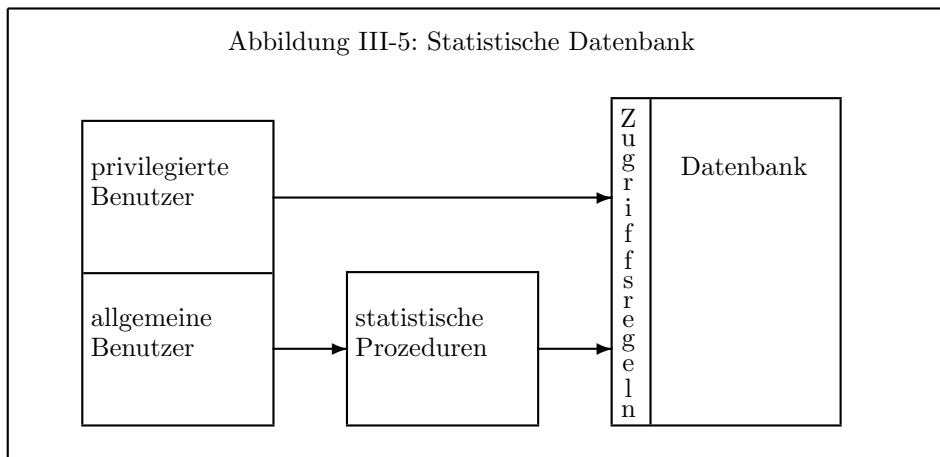 Abbildung III-5: Statistische Datenbank
privilegierte
Benutzer
allgemeine
Benutzer
statistische
Prozeduren
Zugriffsregeln
Datenbank